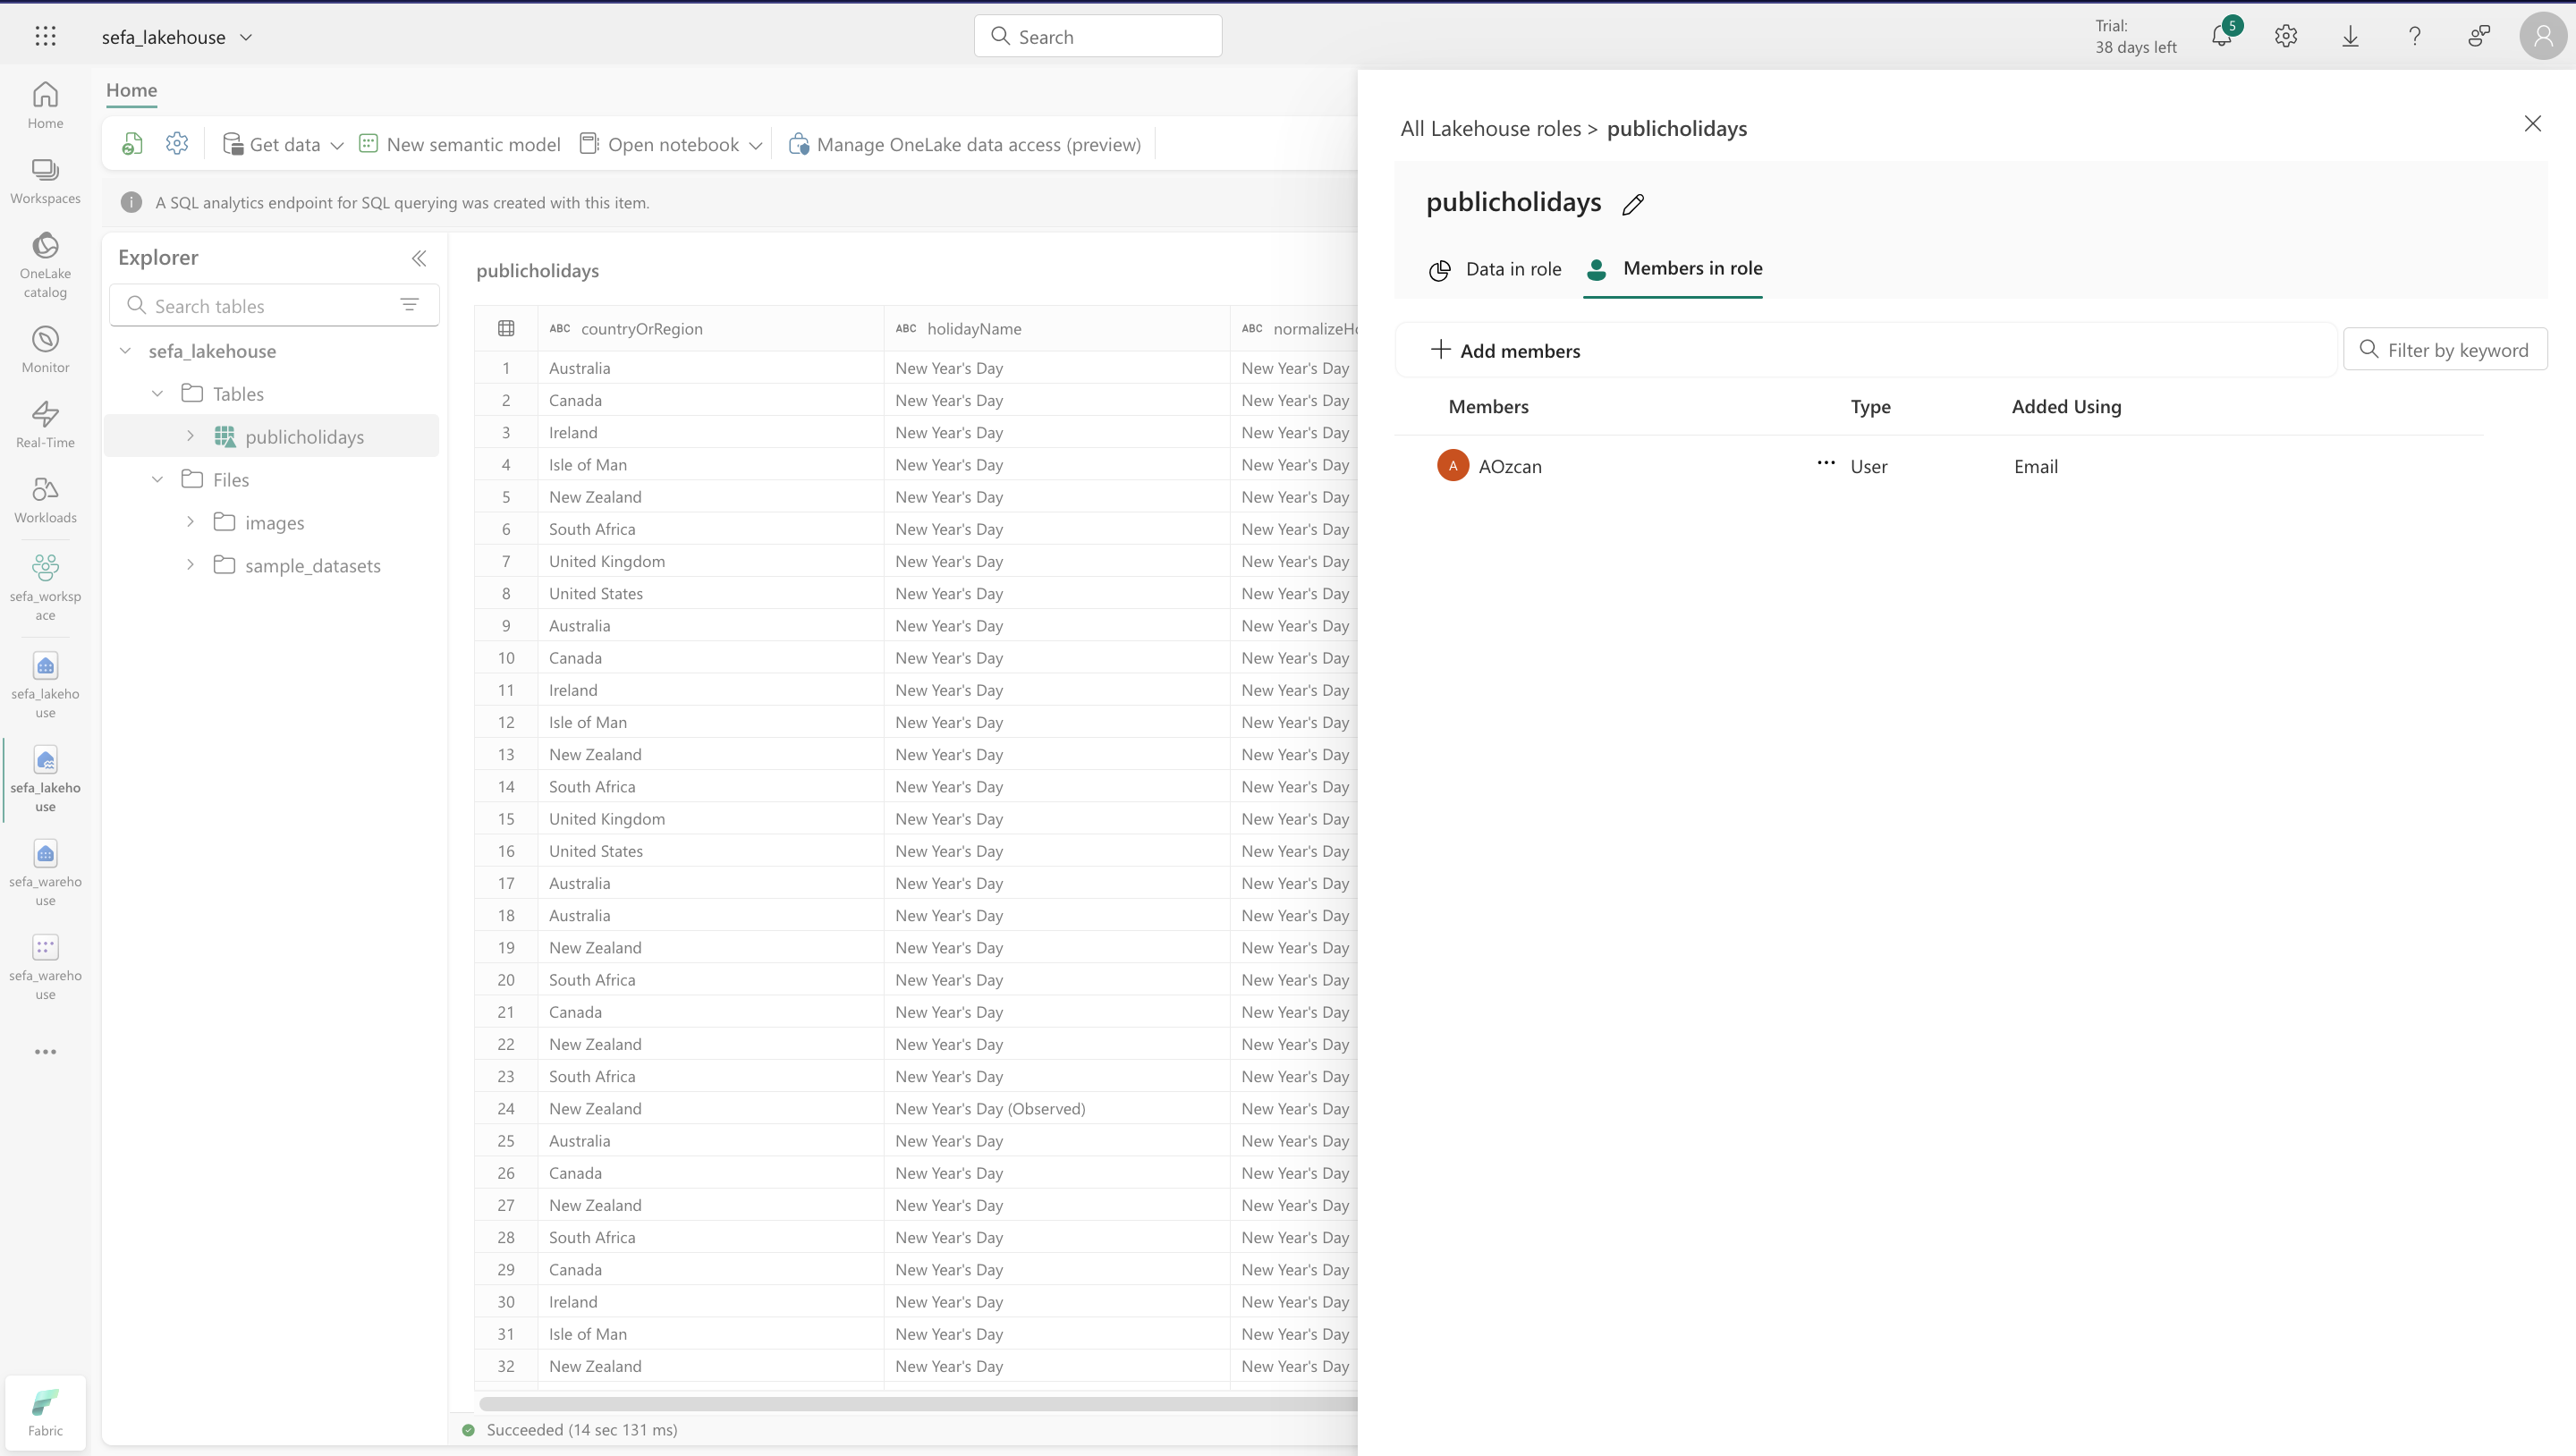 sefa_lakehouse
Search
Trial:
38 days left
5
Home
Workspaces
OneLake
catalog
Monitor
Real-Time
Workloads
sefa_worksp
ace
sefa_lakeho
use
sefa_lakeho
use
sefa_wareho
use
sefa_wareho
use
Fabric
Home
Get data
New semantic model
Open notebook
Manage OneLake data access (preview)
A SQL analytics endpoint for SQL querying was created with this item.
Explorer
Search tables
sefa_lakehouse
Tables
publicholidays
Files
images
sample_datasets
publicholidays
ABC countryOrRegion ABC holidayName ABC normalizeHo
1 Australia New Year's Day New Year's Day
2 Canada New Year's Day New Year's Day
3 Ireland New Year's Day New Year's Day
4 Isle of Man New Year's Day New Year's Day
5 New Zealand New Year's Day New Year's Day
6 South Africa New Year's Day New Year's Day
7 United Kingdom New Year's Day New Year's Day
8 United States New Year's Day New Year's Day
9 Australia New Year's Day New Year's Day
10 Canada New Year's Day New Year's Day
11 Ireland New Year's Day New Year's Day
12 Isle of Man New Year's Day New Year's Day
13 New Zealand New Year's Day New Year's Day
14 South Africa New Year's Day New Year's Day
15 United Kingdom New Year's Day New Year's Day
16 United States New Year's Day New Year's Day
17 Australia New Year's Day New Year's Day
18 Australia New Year's Day New Year's Day
19 New Zealand New Year's Day New Year's Day
20 South Africa New Year's Day New Year's Day
21 Canada New Year's Day New Year's Day
22 New Zealand New Year's Day New Year's Day
23 South Africa New Year's Day New Year's Day
24 New Zealand New Year's Day (Observed) New Year's Day
25 Australia New Year's Day New Year's Day
26 Canada New Year's Day New Year's Day
27 New Zealand New Year's Day New Year's Day
28 South Africa New Year's Day New Year's Day
29 Canada New Year's Day New Year's Day
30 Ireland New Year's Day New Year's Day
31 Isle of Man New Year's Day New Year's Day
32 New Zealand New Year's Day New Year's Day
Succeeded (14 sec 131 ms)
All Lakehouse roles > publicholidays
publicholidays
Data in role Members in role
Add members
Filter by keyword
Members Type Added Using
A AOzcan ... User Email